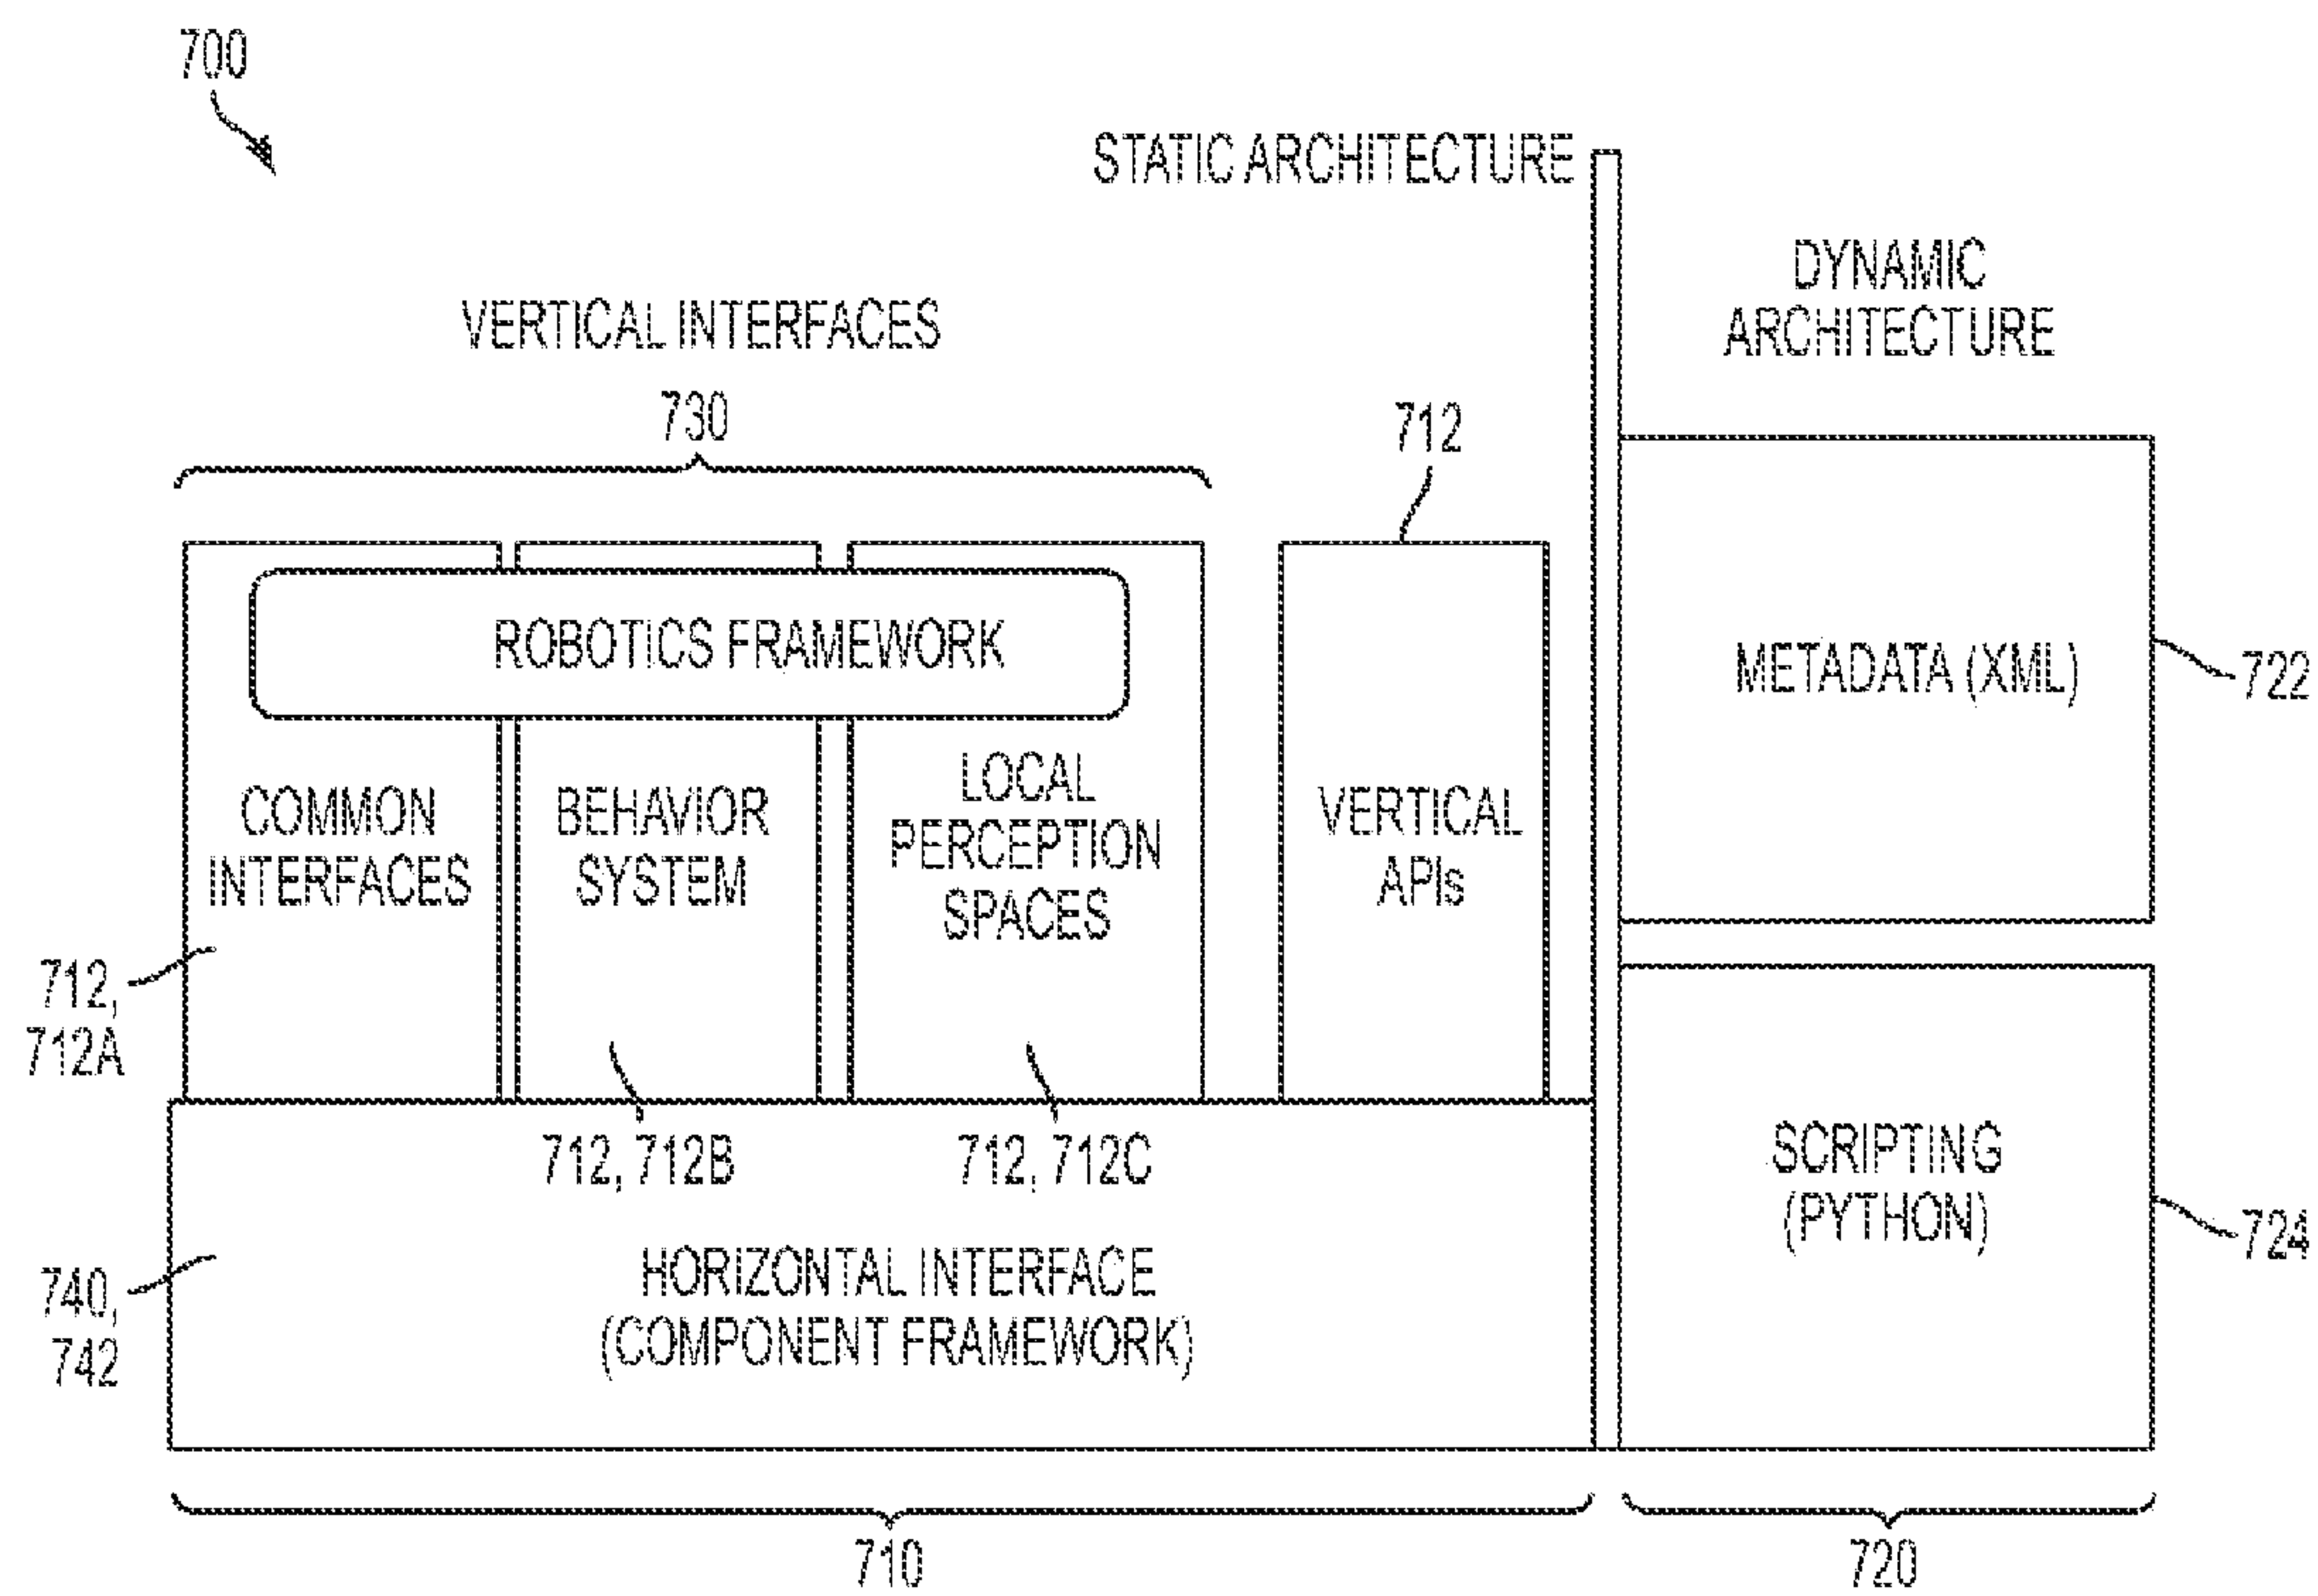 700
STATIC ARCHITECTURE
DYNAMIC
ARCHITECTURE
VERTICAL INTERFACES
730
712
ROBOTICS FRAMEWORK
METADATA (XML)
722
COMMON
INTERFACES
BEHAVIOR
SYSTEM
LOCAL
PERCEPTION
SPACES
VERTICAL
APIs
712,
712A
712, 712B
712, 712C
SCRIPTING
(PYTHON)
724
740,
742
HORIZONTAL INTERFACE
(COMPONENT FRAMEWORK)
710
720